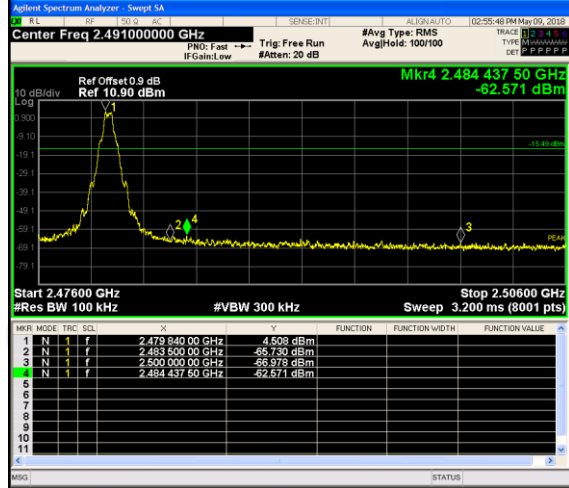 Agilent Spectrum Analyzer - Swept SA
RL RF 50 Ω AC SENSE:INT ALIGN AUTO 02:55:48 PM May 09, 2018
Center Freq 2.491000000 GHz #Avg Type: RMS TRACE 1 2 3 4 5 6
PNO: Fast Trig: Free Run Avg|Hold: 100/100 TYPE M
IFGain:Low #Atten: 20 dB DET P P P P P P
Mkr4 2.484 437 50 GHz
-62.571 dBm
Ref Offset 0.9 dB
10 dB/div Ref 10.90 dBm
Log
1
0.900
-9.10
-15.49 dBm
-19.1
-29.1
-39.1
-49.1
2 4 3
-59.1
PEAK
-69.1
-79.1
Start 2.47600 GHz Stop 2.50600 GHz
#Res BW 100 kHz #VBW 300 kHz Sweep 3.200 ms (8001 pts)
MKR MODE TRC SCL X Y FUNCTION FUNCTION WIDTH FUNCTION VALUE
1 N 1 f 2.479 840 00 GHz 4.508 dBm
2 N 1 f 2.483 500 00 GHz -65.730 dBm
3 N 1 f 2.500 000 00 GHz -66.978 dBm
4 N 1 f 2.484 437 50 GHz -62.571 dBm
5
6
7
8
9
10
11
MSG STATUS